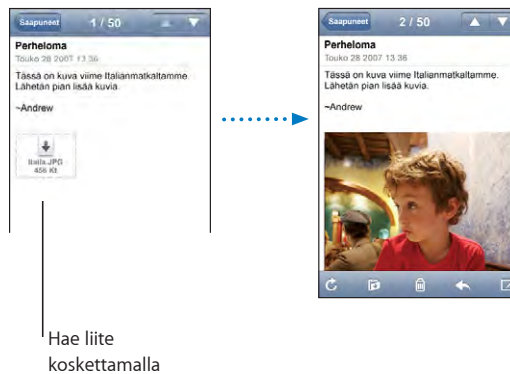 Saapuneet 1 / 50
Perheloma
Touko 28 2007 13.36
Tässä on kuva viime Italianmatkaltamme.
Lähetän pian lisää kuvia.
~Andrew
Italia.JPG
456 Kt
Hae liite
koskettamalla
Saapuneet 2 / 50
Perheloma
Touko 28 2007 13.36
Tässä on kuva viime Italianmatkaltamme.
Lähetän pian lisää kuvia.
~Andrew